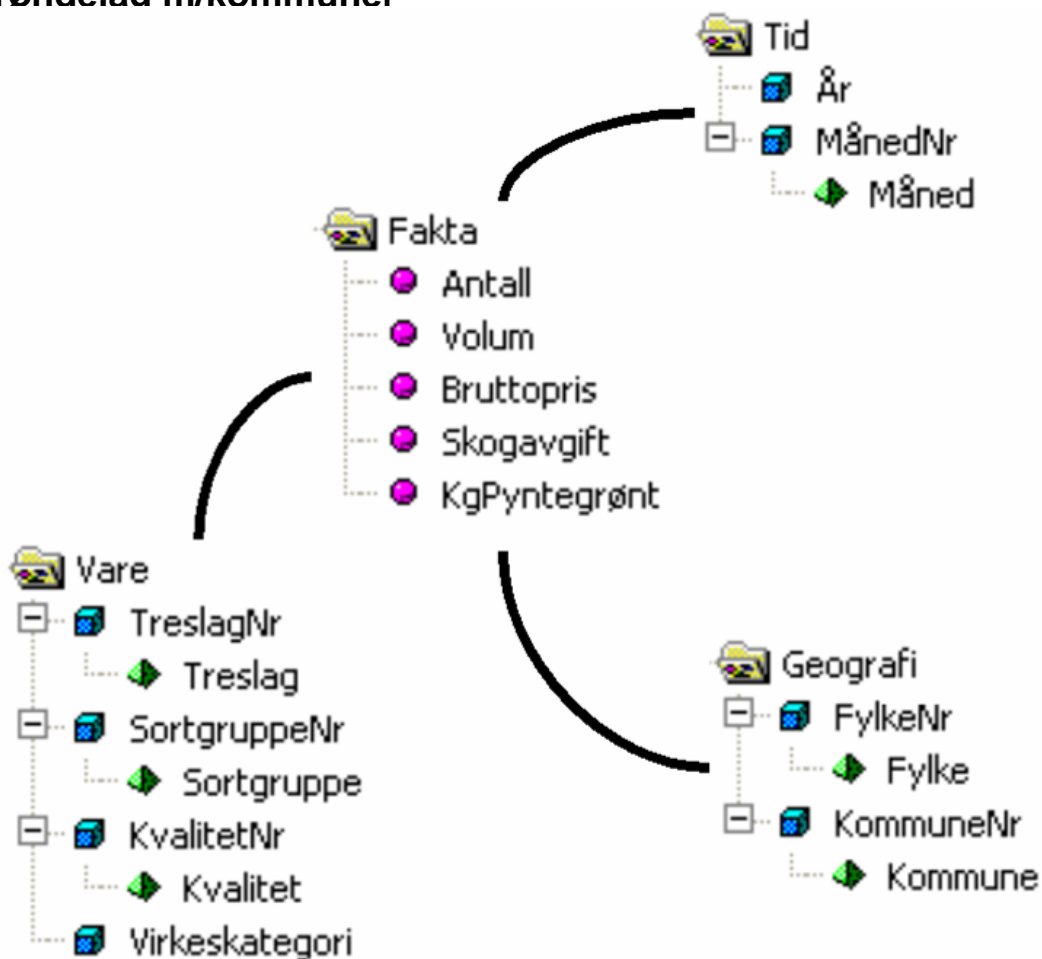 m/kommuner
Tid
År
MånedNr
Måned
Fakta
Antall
Volum
Bruttopris
Skogavgift
KgPyntegrønt
Vare
TreslagNr
Treslag
SortgruppeNr
Sortgruppe
KvalitetNr
Kvalitet
Virkeskategori
Geografi
FylkeNr
Fylke
KommuneNr
Kommune